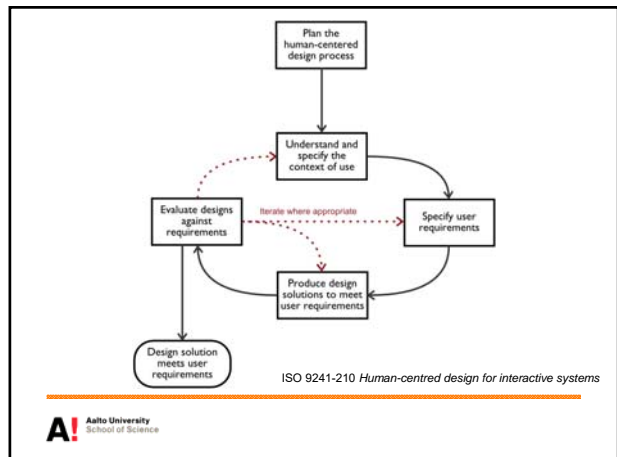 Plan the
human-centered
design process
Understand and
specify the
context of use
Evaluate designs
against
requirements
Iterate where appropriate
Specify user
requirements
Produce design
solutions to meet
user requirements
Design solution
meets user
requirements
ISO 9241-210 Human-centred design for interactive systems
A!
Aalto University
School of Science